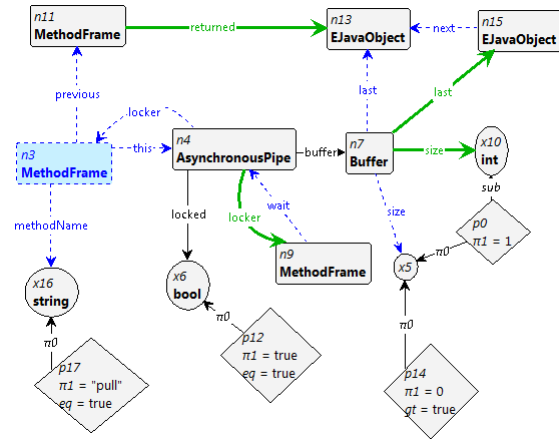 n11
MethodFrame
returned
n13
EJavaObject
next
n15
EJavaObject
previous
locker
last
last
n3
MethodFrame
this
n4
AsynchronousPipe
buffer
n7
Buffer
size
x10
int
methodName
locked
locker
wait
size
sub
p0
π1 = 1
π0
x16
string
x6
bool
n9
MethodFrame
x5
π0
π0
π0
p17
π1 = "pull"
eq = true
p12
π1 = true
eq = true
p14
π1 = 0
gt = true